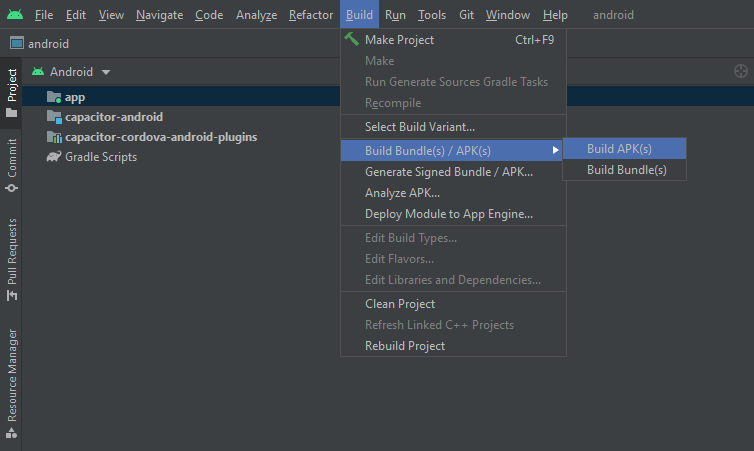 File Edit View Navigate Code Analyze Refactor Build Run Tools Git Window Help android
android
Android
app
capacitor-android
capacitor-cordova-android-plugins
Gradle Scripts
Make Project Ctrl+F9
Make
Run Generate Sources Gradle Tasks
Recompile
Select Build Variant...
Build Bundle(s) / APK(s)
Generate Signed Bundle / APK...
Analyze APK...
Deploy Module to App Engine...
Edit Build Types...
Edit Flavors...
Edit Libraries and Dependencies...
Clean Project
Refresh Linked C++ Projects
Rebuild Project
Build APK(s)
Build Bundle(s)
Project
Commit
Pull Requests
Resource Manager